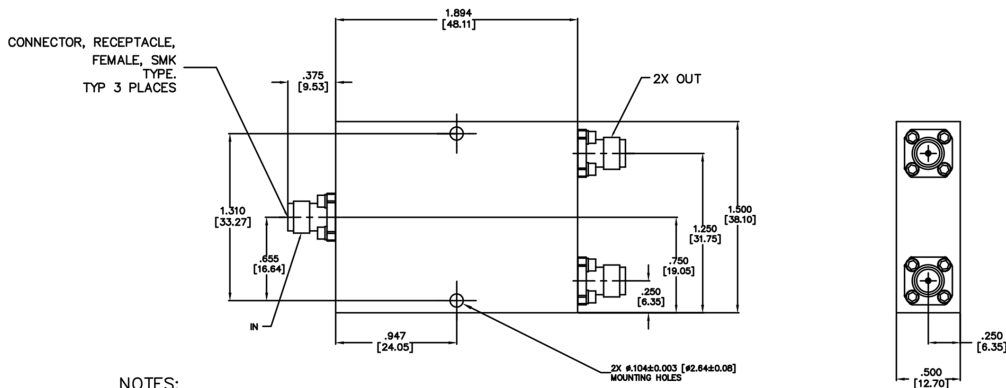 1.894
[48.11]
CONNECTOR, RECEPTACLE,
FEMALE, SMK
TYPE.
TYP 3 PLACES
.375
[9.53]
2X OUT
1.310
[33.27]
.655
[16.64]
1.500
[38.10]
1.250
[31.75]
.750
[19.05]
.250
[6.35]
IN
.947
[24.05]
2X ø.104±0.003 [ø2.64±0.08]
MOUNTING HOLES
.250
[6.35]
.500
[12.70]
NOTES: